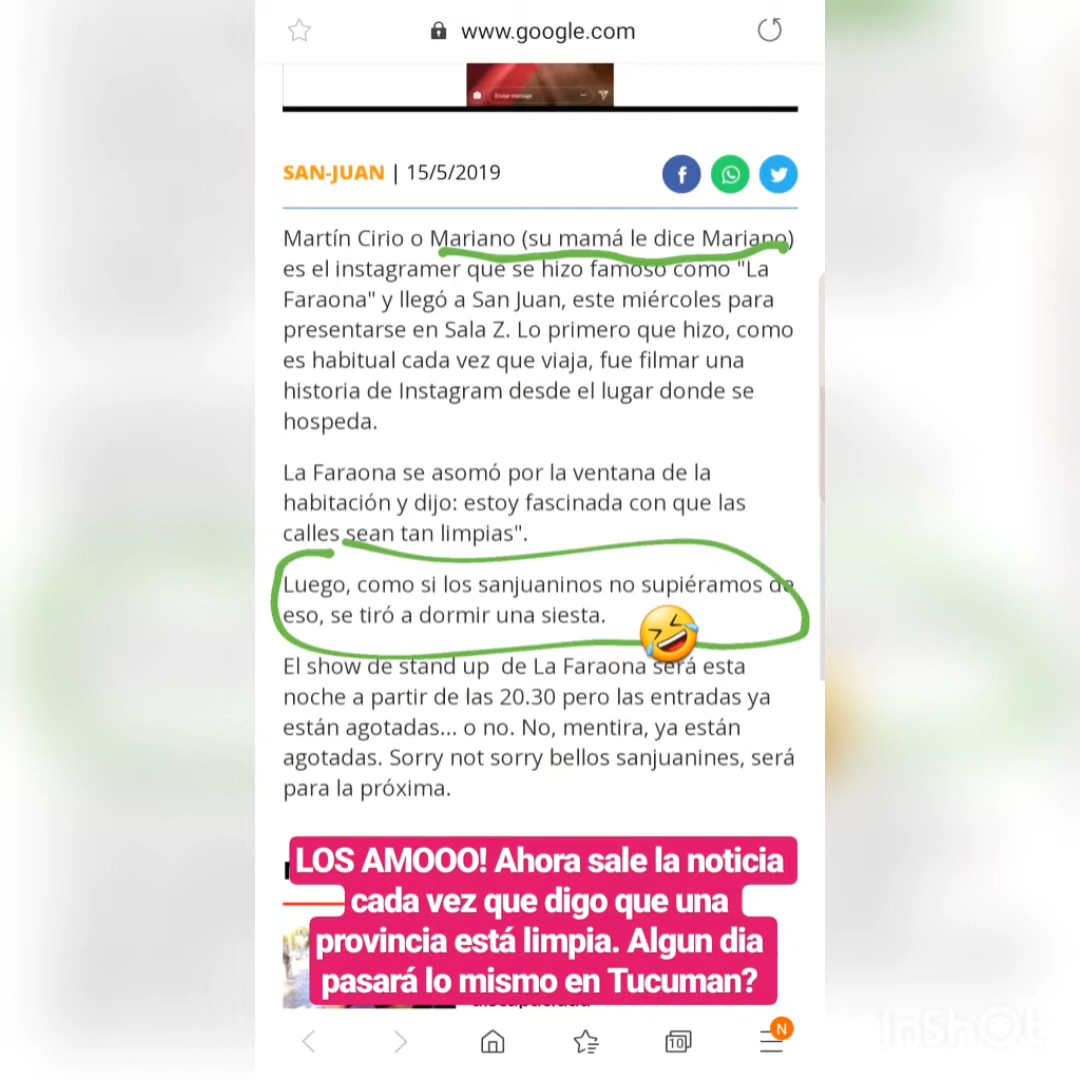 www.google.com
Enviar mensaje
SAN-JUAN | 15/5/2019
Martín Cirio o Mariano (su mamá le dice Mariano)
es el instagramer que se hizo famoso como "La
Faraona" y llegó a San Juan, este miércoles para
presentarse en Sala Z. Lo primero que hizo, como
es habitual cada vez que viaja, fue filmar una
historia de Instagram desde el lugar donde se
hospeda.
La Faraona se asomó por la ventana de la
habitación y dijo: estoy fascinada con que las
calles sean tan limpias".
Luego, como si los sanjuaninos no supiéramos de
eso, se tiró a dormir una siesta.
El show de stand up de La Faraona será esta
noche a partir de las 20.30 pero las entradas ya
están agotadas... o no. No, mentira, ya están
agotadas. Sorry not sorry bellos sanjuanines, será
para la próxima.
LOS AMOOO! Ahora sale la noticia
cada vez que digo que una
provincia está limpia. Algun dia
pasará lo mismo en Tucuman?
10
N
InShOt